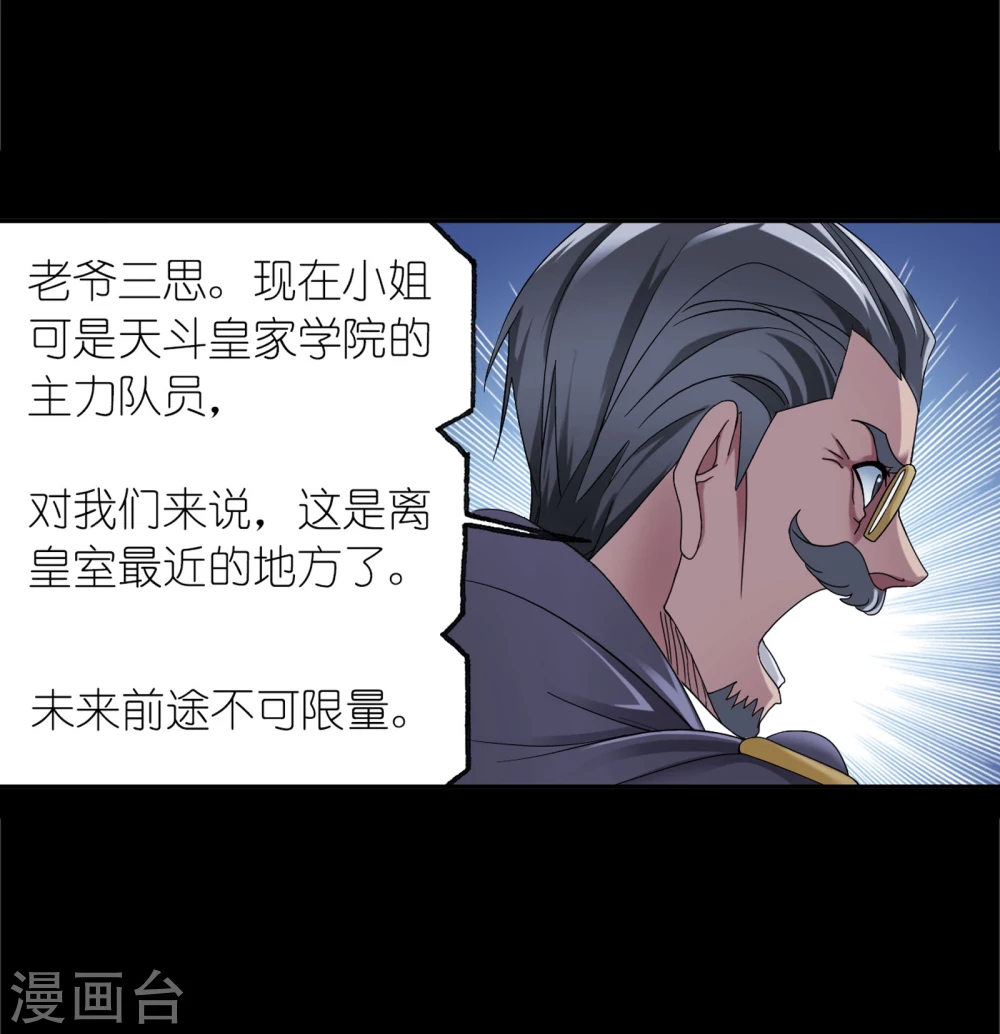 老爷三思。现在小姐
可是天斗皇家学院的
主力队员，
对我们来说，这是离
皇室最近的地方了。
未来前途不可限量。
漫画台